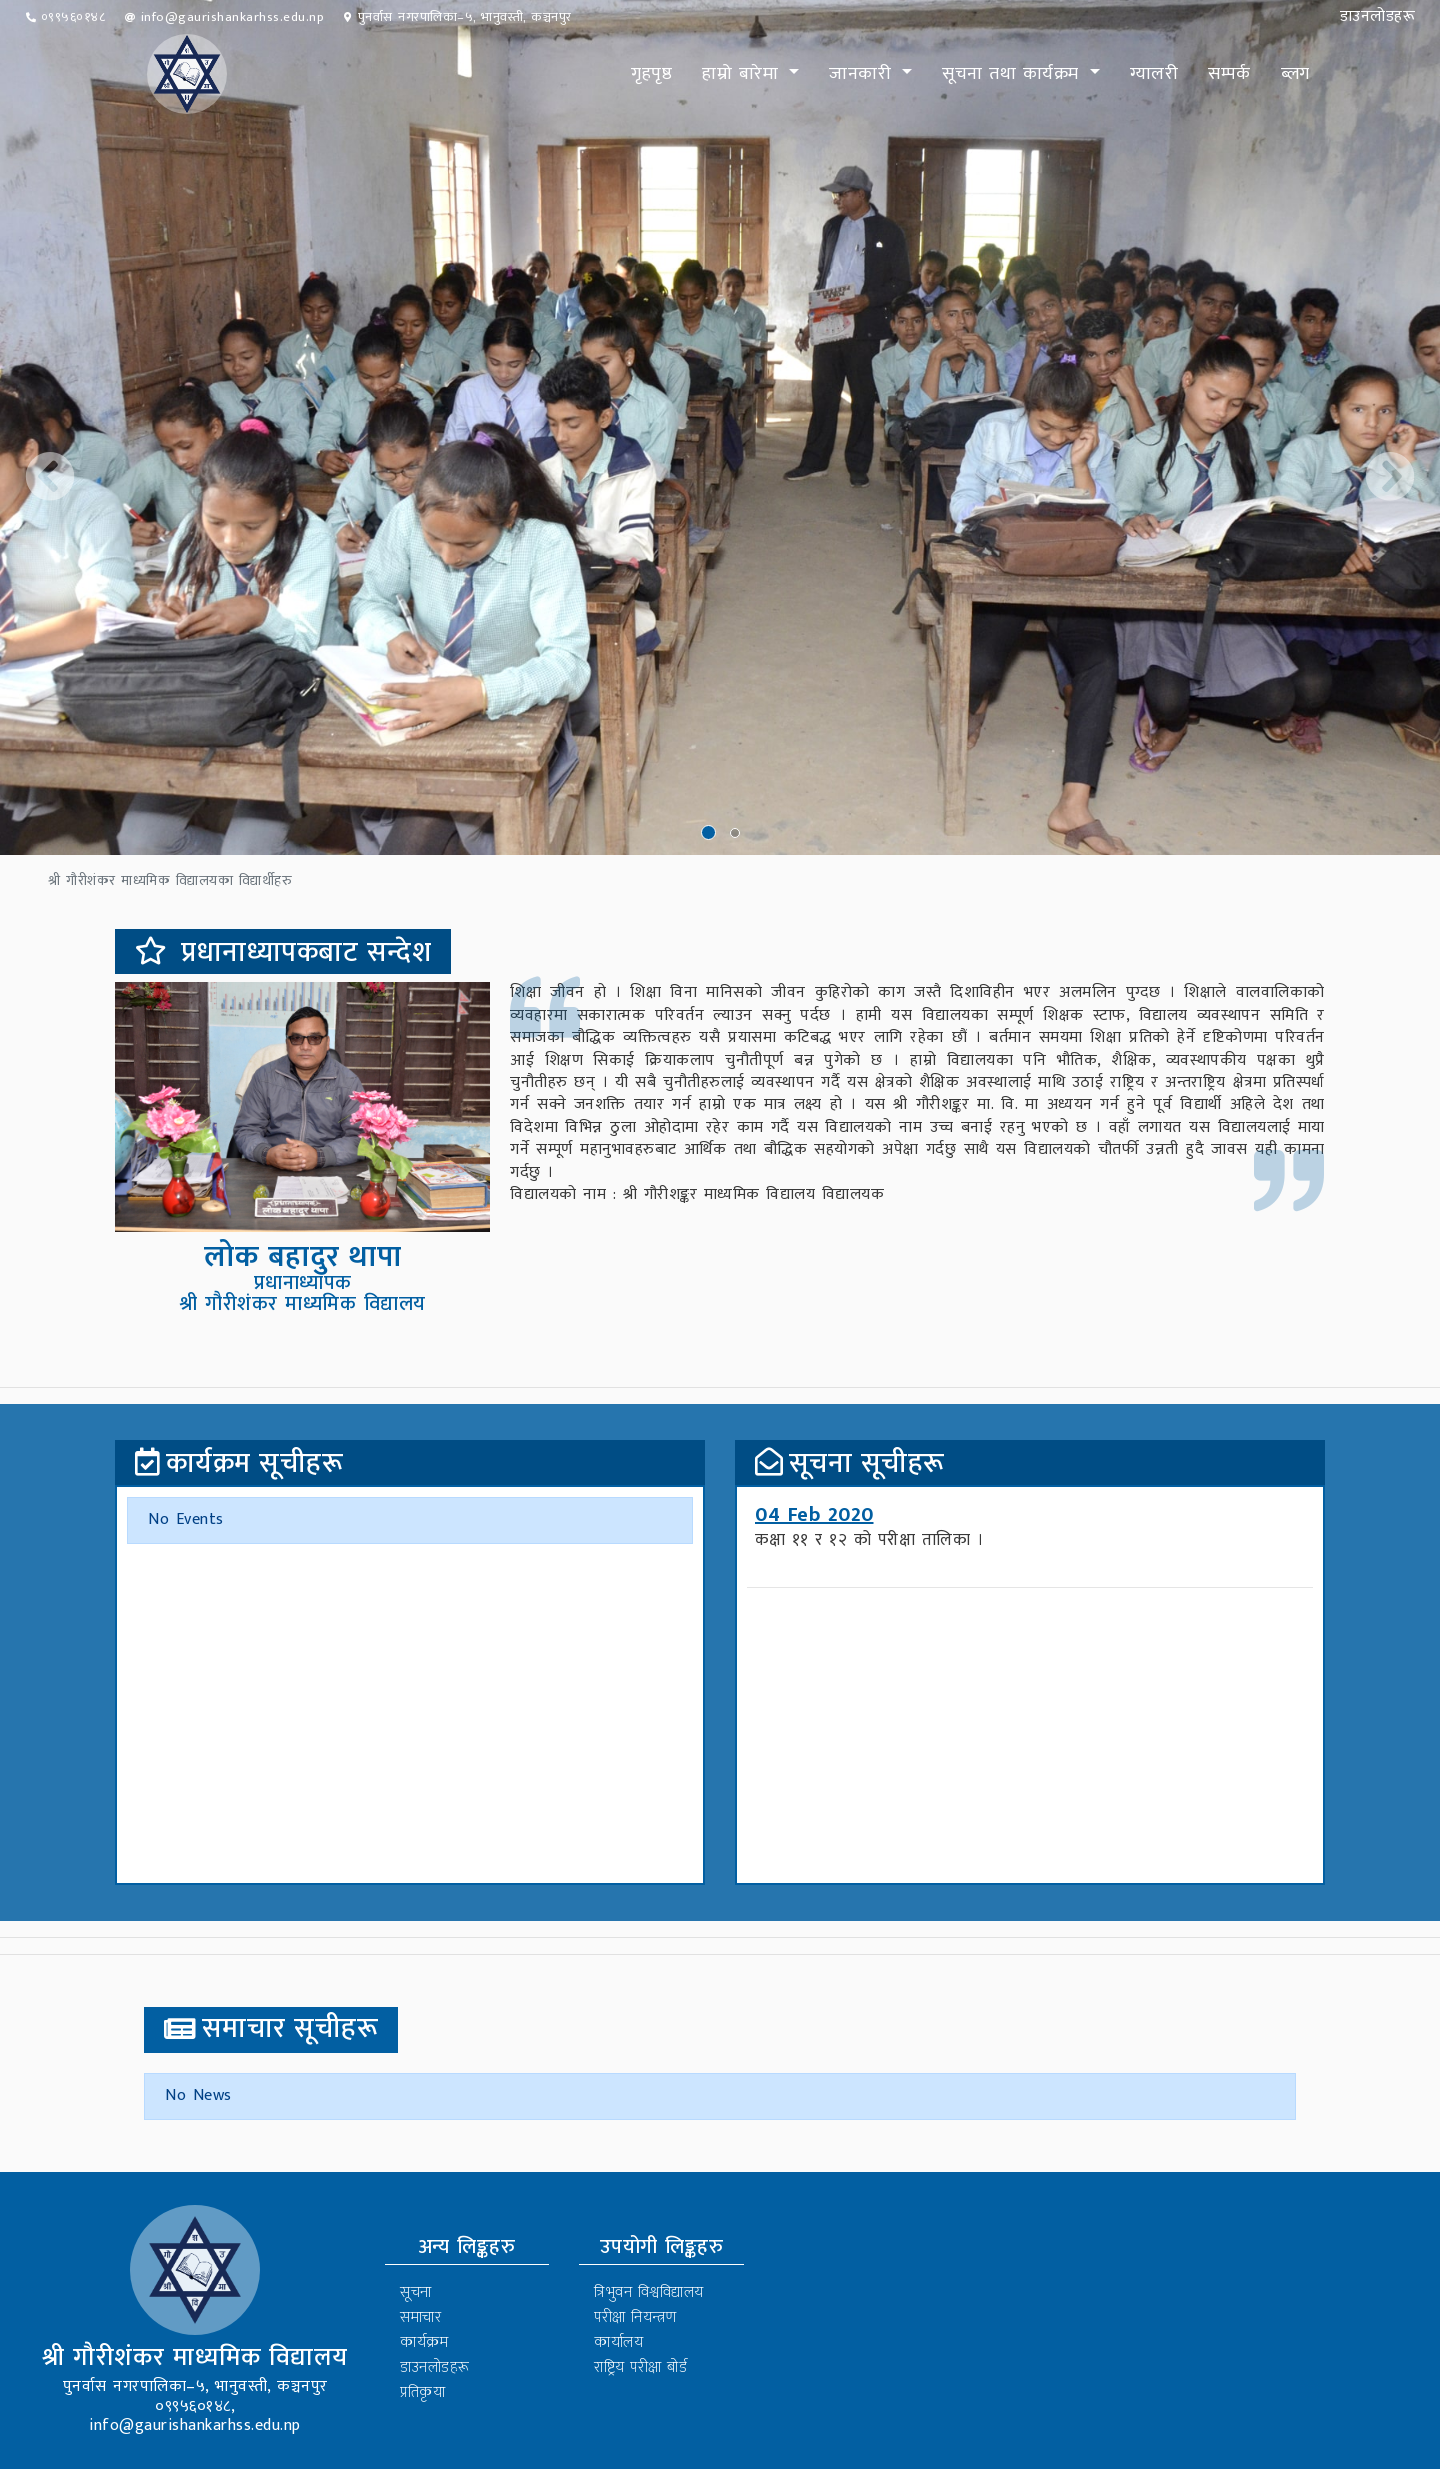 ०९९५६०१४८ info@gaurishankarhss.edu.np पुनर्वास नगरपालिका–५, भानुवस्ती, कञ्चनपुर डाउनलोडहरू
गृहपृष्ठ हाम्रो बारेमा जानकारी सूचना तथा कार्यक्रम ग्यालरी सम्पर्क ब्लग
श्री गौरीशंकर माध्यमिक विद्यालयका विद्यार्थीहरु
प्रधानाध्यापकबाट सन्देश
शिक्षा जीवन हो । शिक्षा विना मानिसको जीवन कुहिरोको काग जस्तै दिशाविहीन भएर अलमलिन पुग्दछ । शिक्षाले वालवालिकाको
व्यवहारमा सकारात्मक परिवर्तन ल्याउन सक्नु पर्दछ । हामी यस विद्यालयका सम्पूर्ण शिक्षक स्टाफ, विद्यालय व्यवस्थापन समिति र
समाजका बौद्धिक व्यक्तित्वहरु यसै प्रयासमा कटिबद्ध भएर लागि रहेका छौं । बर्तमान समयमा शिक्षा प्रतिको हेर्ने दृष्टिकोणमा परिवर्तन
आई शिक्षण सिकाई क्रियाकलाप चुनौतीपूर्ण बन्न पुगेको छ । हाम्रो विद्यालयका पनि भौतिक, शैक्षिक, व्यवस्थापकीय पक्षका थुप्रै
चुनौतीहरु छन् । यी सबै चुनौतीहरुलाई व्यवस्थापन गर्दै यस क्षेत्रको शैक्षिक अवस्थालाई माथि उठाई राष्ट्रिय र अन्तराष्ट्रिय क्षेत्रमा प्रतिस्पर्धा
गर्न सक्ने जनशक्ति तयार गर्न हाम्रो एक मात्र लक्ष्य हो । यस श्री गौरीशङ्कर मा. वि. मा अध्ययन गर्न हुने पूर्व विद्यार्थी अहिले देश तथा
विदेशमा विभिन्न ठुला ओहोदामा रहेर काम गर्दै यस विद्यालयको नाम उच्च बनाई रहनु भएको छ । वहाँ लगायत यस विद्यालयलाई माया
गर्ने सम्पूर्ण महानुभावहरुबाट आर्थिक तथा बौद्धिक सहयोगको अपेक्षा गर्दछु साथै यस विद्यालयको चौतर्फी उन्नती हुदै जावस यही कामना
गर्दछु ।
विद्यालयको नाम : श्री गौरीशङ्कर माध्यमिक विद्यालय विद्यालयक
लोक बहादुर थापा
लोक बहादुर थापा
प्रधानाध्यापक
श्री गौरीशंकर माध्यमिक विद्यालय
कार्यक्रम सूचीहरू
No Events
सूचना सूचीहरू
04 Feb 2020
कक्षा ११ र १२ को परीक्षा तालिका ।
समाचार सूचीहरू
No News
श्री गौरीशंकर माध्यमिक विद्यालय
पुनर्वास नगरपालिका–५, भानुवस्ती, कञ्चनपुर
०९९५६०१४८,
info@gaurishankarhss.edu.np
अन्य लिङ्कहरु
सूचना
समाचार
कार्यक्रम
डाउनलोडहरू
प्रतिकृया
उपयोगी लिङ्कहरु
त्रिभुवन विश्वविद्यालय
परीक्षा नियन्त्रण
कार्यालय
राष्ट्रिय परीक्षा बोर्ड